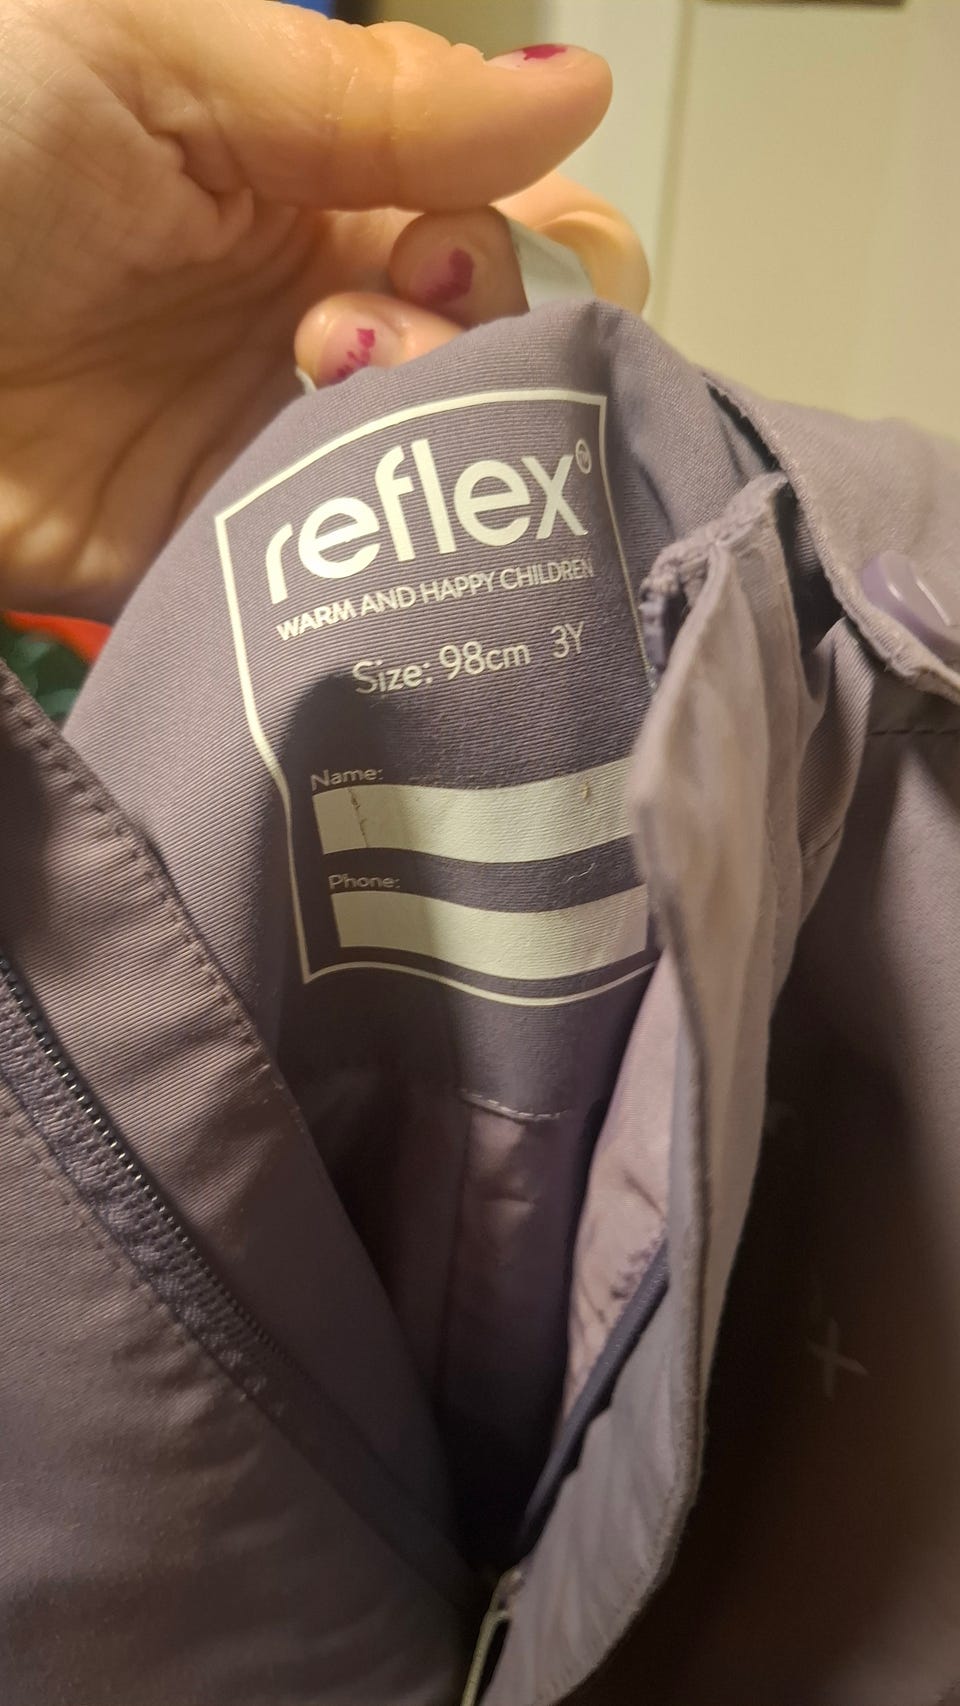 reflex®
WARM AND HAPPY CHILDREN
Size: 98cm 3Y
Name:
Phone: